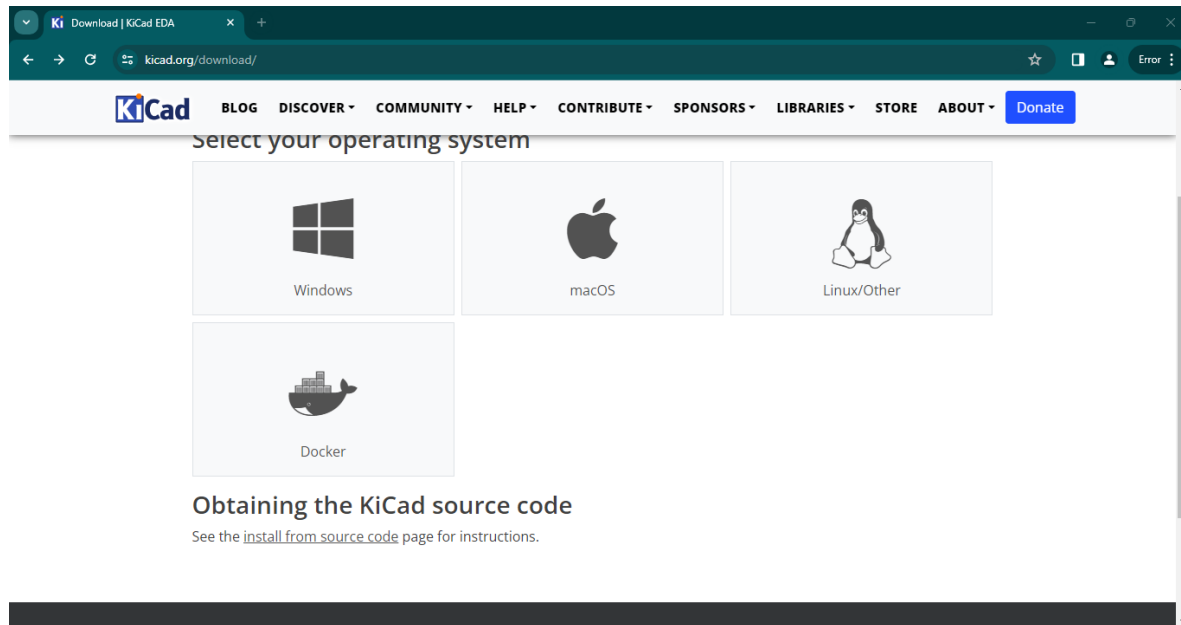 Download | KiCad EDA
kicad.org/download/
Error
KiCad BLOG DISCOVER COMMUNITY HELP CONTRIBUTE SPONSORS LIBRARIES STORE ABOUT Donate
Select your operating system
Windows macOS Linux/Other
Docker
Obtaining the KiCad source code
See the install from source code page for instructions.